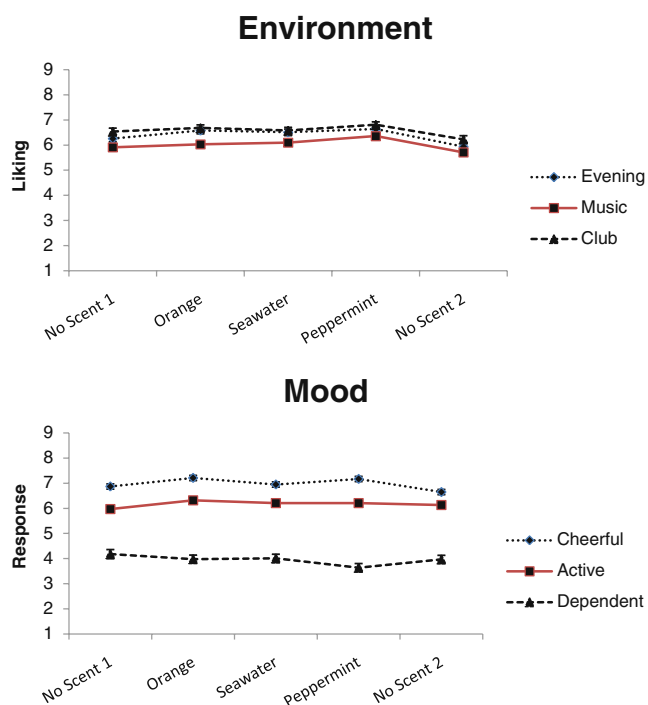 Environment
9
8
7
6
5
4
3
2
1
Liking
No Scent 1
Orange
Seawater
Peppermint
No Scent 2
Evening
Music
Club
Mood
9
8
7
6
5
4
3
2
1
Response
No Scent 1
Orange
Seawater
Peppermint
No Scent 2
Cheerful
Active
Dependent